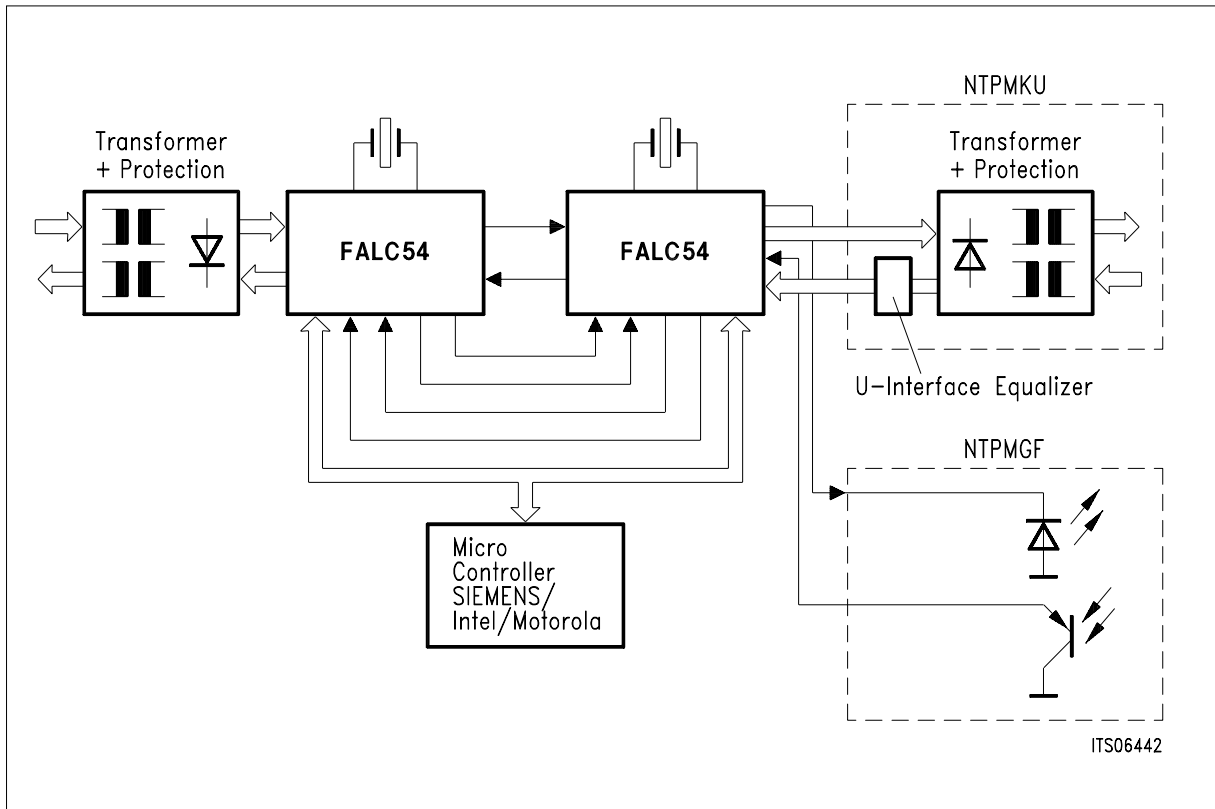 NTPMKU
Transformer
+ Protection
Transformer
+ Protection
FALC54
FALC54
U-Interface Equalizer
NTPMGF
Micro
Controller
SIEMENS/
Intel/Motorola
ITS06442